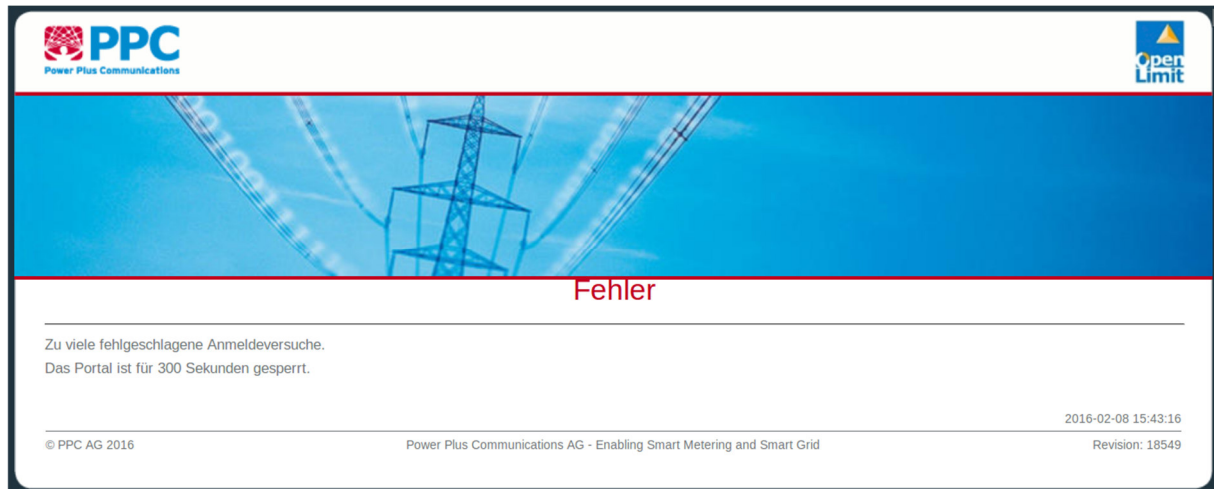 PPC
Power Plus Communications
Open
Limit
Fehler
Zu viele fehlgeschlagene Anmeldeversuche.
Das Portal ist für 300 Sekunden gesperrt.
2016-02-08 15:43:16
© PPC AG 2016
Power Plus Communications AG - Enabling Smart Metering and Smart Grid
Revision: 18549